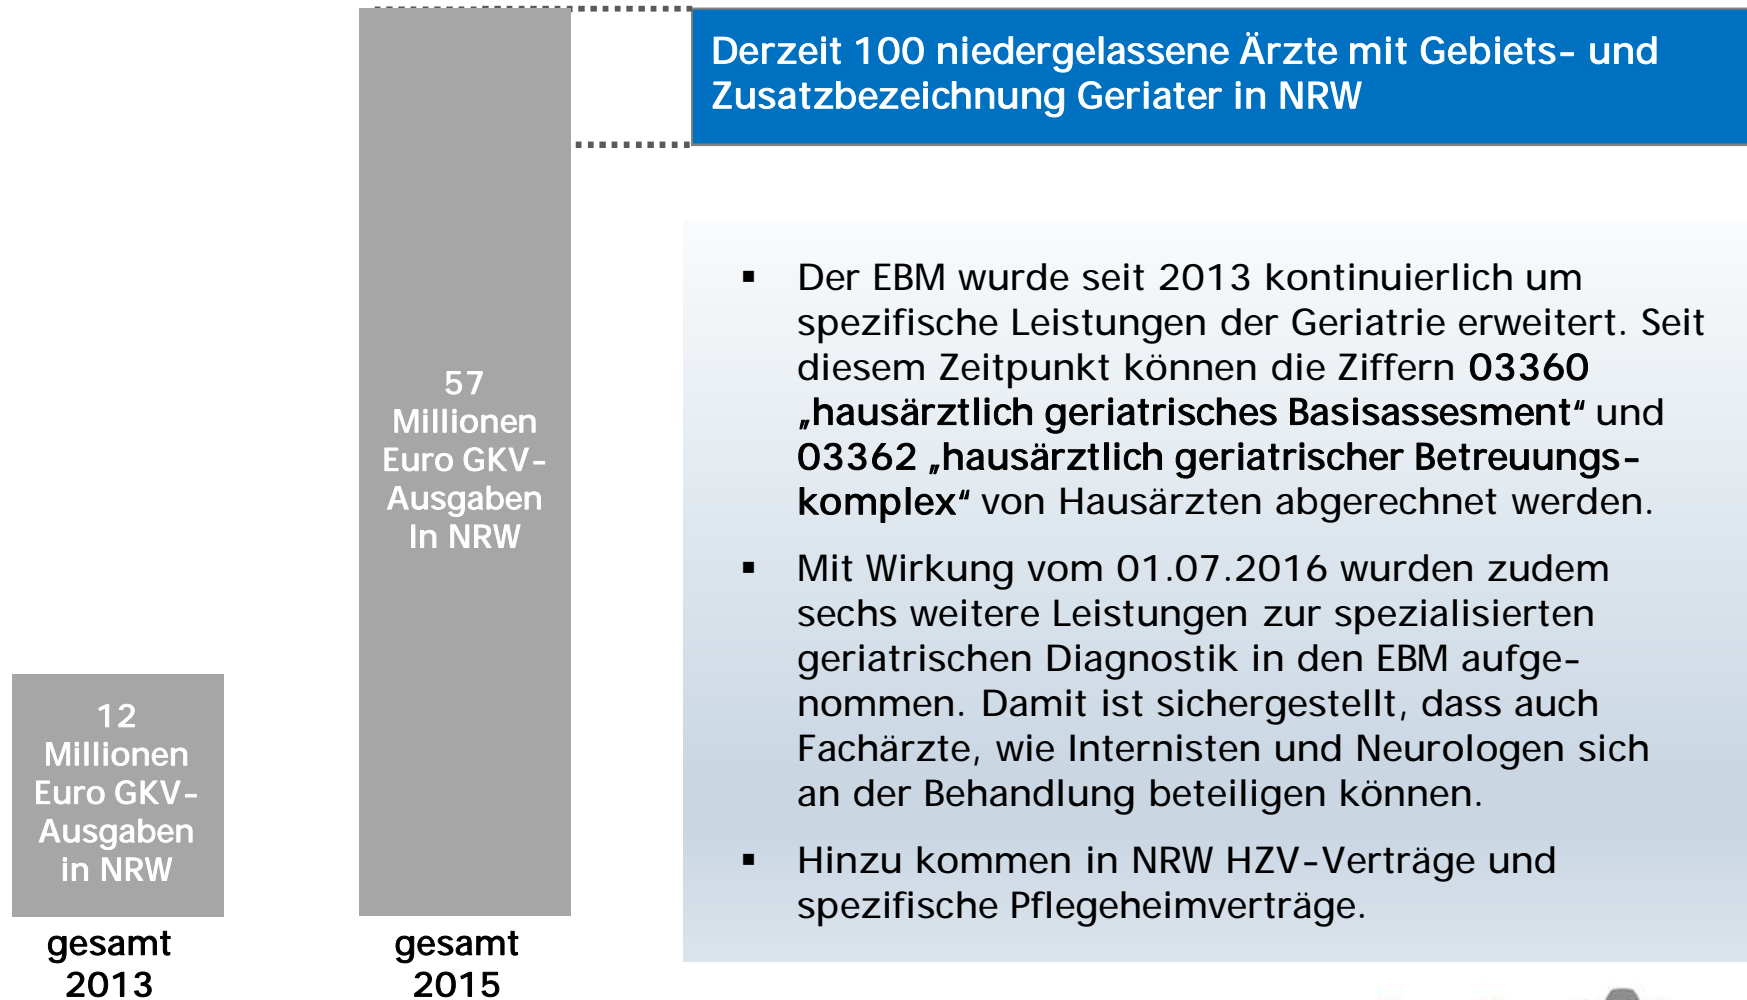 Derzeit 100 niedergelassene Ärzte mit Gebiets- und
Zusatzbezeichnung Geriater in NRW
12
Millionen
Euro GKV-
Ausgaben
in NRW
gesamt
2013
57
Millionen
Euro GKV-
Ausgaben
In NRW
gesamt
2015
▪ Der EBM wurde seit 2013 kontinuierlich um
spezifische Leistungen der Geriatrie erweitert. Seit
diesem Zeitpunkt können die Ziffern 03360
„hausärztlich geriatrisches Basisassesment“ und
03362 „hausärztlich geriatrischer Betreuungs-
komplex“ von Hausärzten abgerechnet werden.
▪ Mit Wirkung vom 01.07.2016 wurden zudem
sechs weitere Leistungen zur spezialisierten
geriatrischen Diagnostik in den EBM aufge-
nommen. Damit ist sichergestellt, dass auch
Fachärzte, wie Internisten und Neurologen sich
an der Behandlung beteiligen können.
▪ Hinzu kommen in NRW HZV-Verträge und
spezifische Pflegeheimverträge.